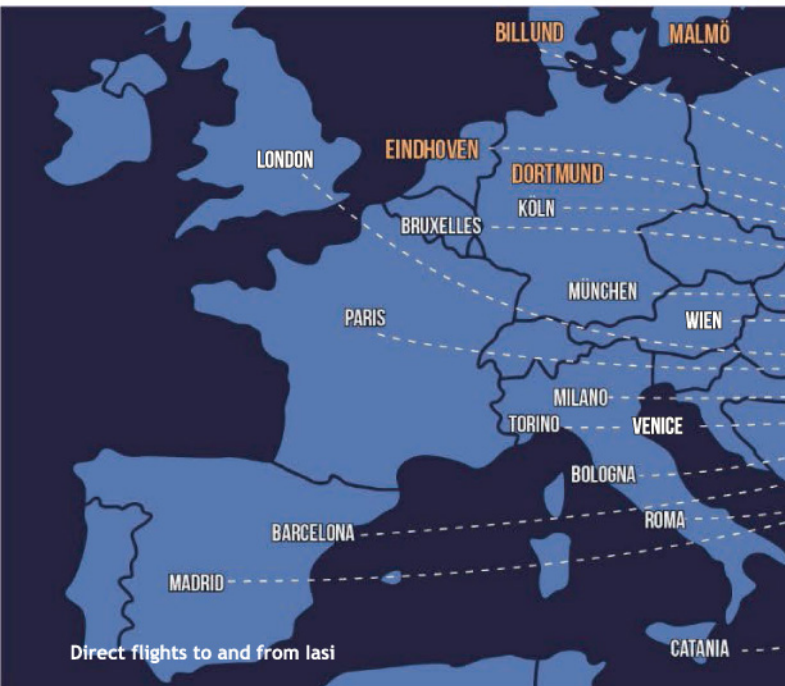 BILLUND
MALMÖ
EINDHOVEN
LONDON
DORTMUND
KÖLN
BRUXELLES
MÜNCHEN
PARIS
WIEN
MILANO
TORINO
VENICE
BOLOGNA
ROMA
BARCELONA
MADRID
Direct flights to and from Iasi
CATANIA